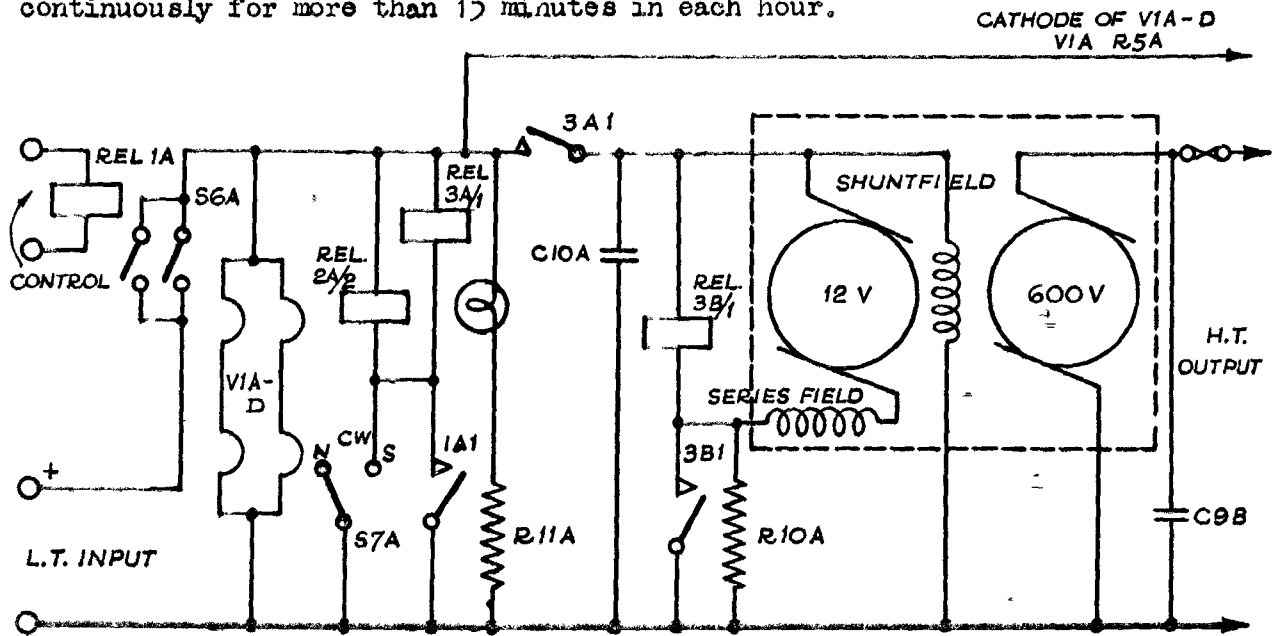 continuously for more than 15 minutes in each hour.
CATHODE OF V1A-D
V1A R5A
3A1
REL 1A
S6A
REL
3A/1
SHUNTFIELD
CONTROL
REL.
2A/2
C10A
REL.
3B/1
12 V
600V
H.T.
OUTPUT
V1A-
D
SERIES FIELD
N
CW
S
1A1
3B1
+
S7A
R11A
R10A
C9B
L.T. INPUT